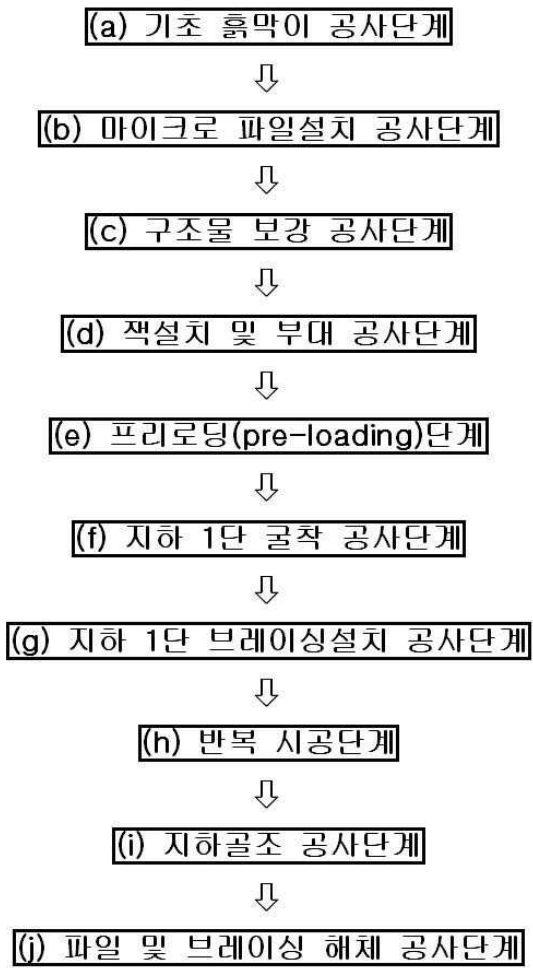 (a) 기초 흙막이 공사단계
(b) 마이크로 파일설치 공사단계
(c) 구조물 보강 공사단계
(d) 잭설치 및 부대 공사단계
(e) 프리로딩(pre-loading)단계
(f) 지하 1단 굴착 공사단계
(g) 지하 1단 브레이싱설치 공사단계
(h) 반복 시공단계
(i) 지하골조 공사단계
(j) 파일 및 브레이싱 해체 공사단계